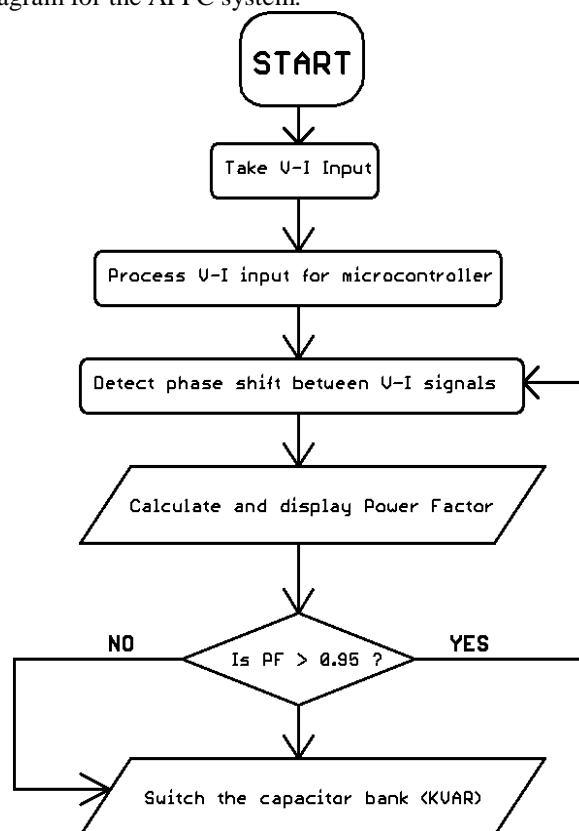 agram for the APFC system.
START
Take V-I Input
Process V-I input for microcontroller
Detect phase shift between V-I signals
Calculate and display Power Factor
NO
YES
Is PF > 0.95 ?
Switch the capacitor bank (KVAR)